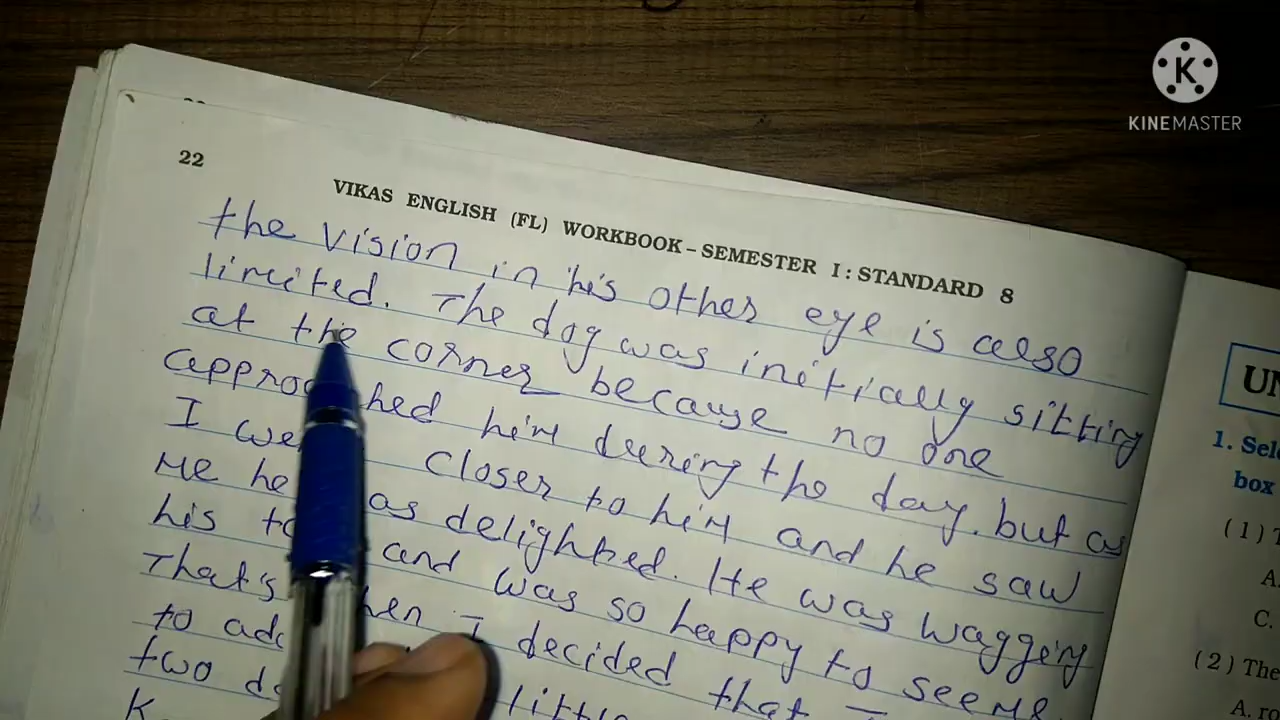 KINEMASTER
22
VIKAS ENGLISH (FL) WORKBOOK – SEMESTER I : STANDARD 8
the vision in his other eye is also
limited. The dog was initially sitting
at the corner because no one
hed him during the day. but as
I closer to him and he saw
me he as delighted. He was wagging
his and was so happy to see me.
That's I decided that I
to
two
UN
1. Sel
box
(1) T
A.
C.
(2) The
A. ro